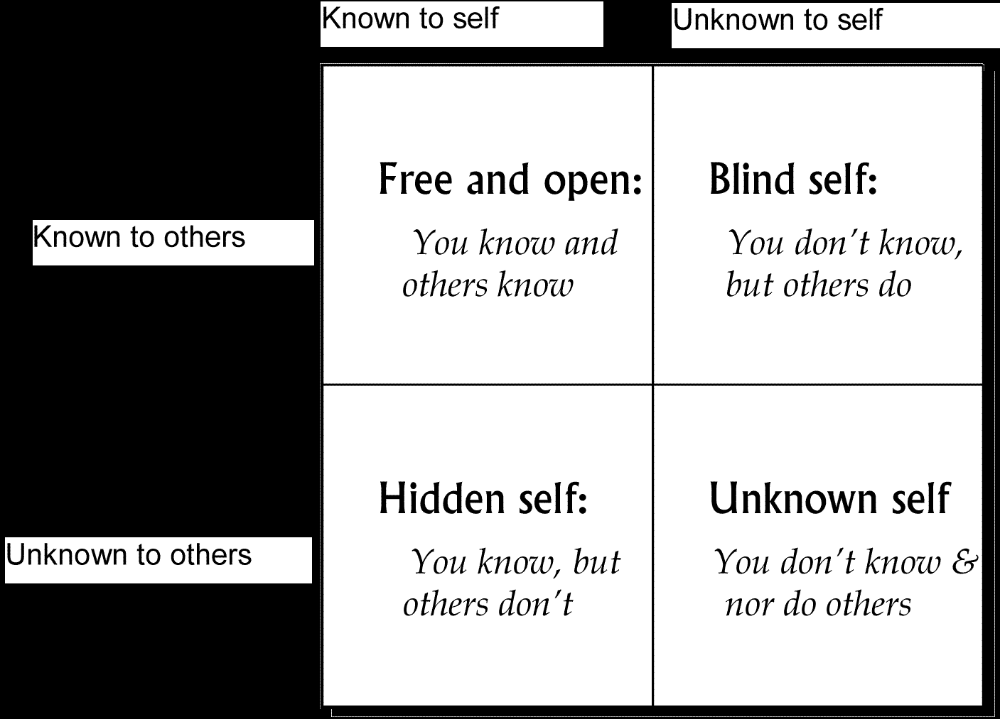 Known to self
Unknown to self
Known to others
Free and open:
You know and
others know
Blind self:
You don't know,
but others do
Unknown to others
Hidden self:
You know, but
others don't
Unknown self
You don't know &
nor do others